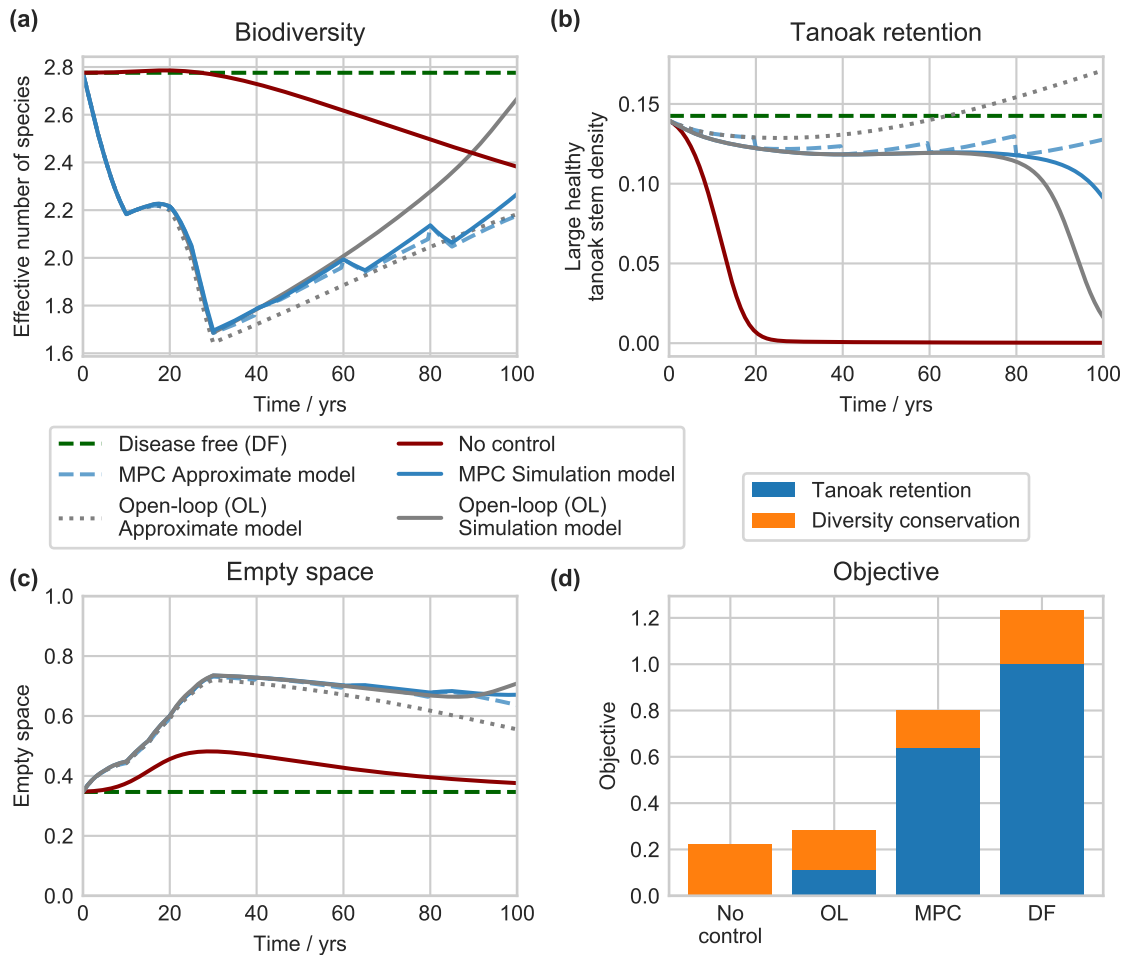 (a)
Biodiversity
2.8
2.6
2.4
2.2
2.0
1.8
1.6
Effective number of species
0
20
40
60
80
100
Time / yrs
(b)
Tanoak retention
0.15
0.10
0.05
0.00
Large healthy
tanoak stem density
0
20
40
60
80
100
Time / yrs
Disease free (DF)
MPC Approximate model
Open-loop (OL)
Approximate model
No control
MPC Simulation model
Open-loop (OL)
Simulation model
Tanoak retention
Diversity conservation
(c)
Empty space
1.0
0.8
0.6
0.4
0.2
0.0
Empty space
0
20
40
60
80
100
Time / yrs
(d)
Objective
1.2
1.0
0.8
0.6
0.4
0.2
0.0
Objective
No
control
OL
MPC
DF